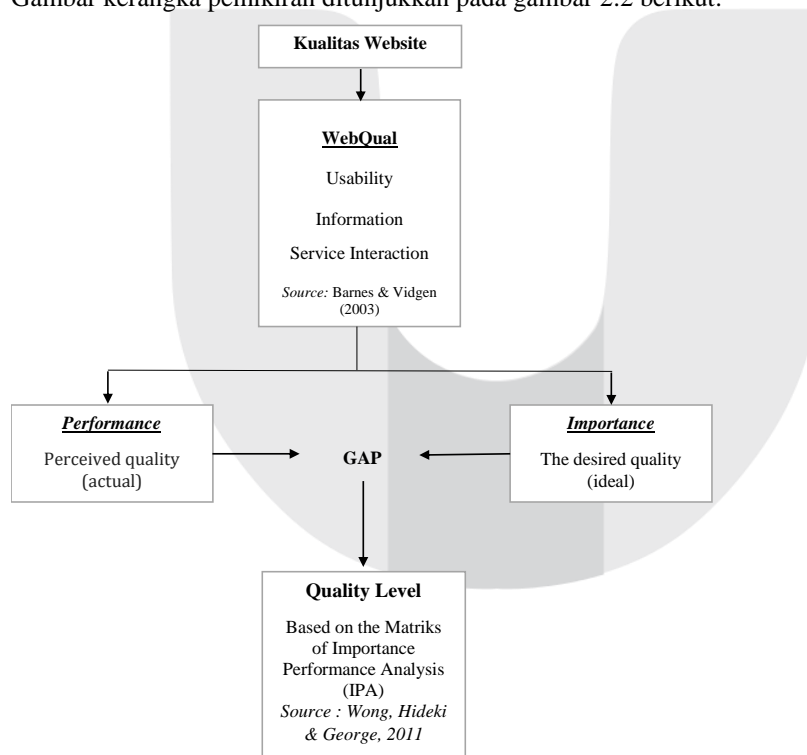 Gambar kerangka pemikiran ditunjukkan pada gambar 2.2 berikut:
Kualitas Website
WebQual
Usability
Information
Service Interaction
Source: Barnes & Vidgen
(2003)
Performance
Perceived quality
(actual)
GAP
Importance
The desired quality
(ideal)
Quality Level
Based on the Matriks
of Importance
Performance Analysis
(IPA)
Source : Wong, Hideki
& George, 2011